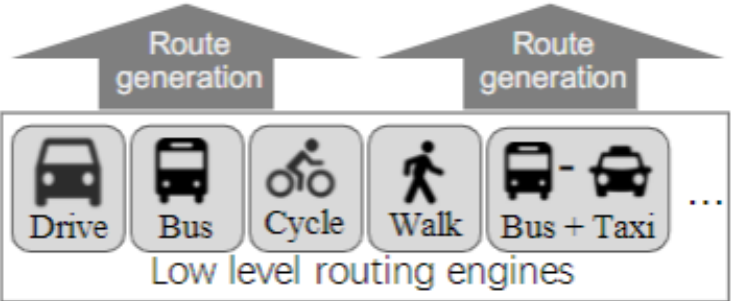 Route
generation
Route
generation
Drive
Bus
Cycle
Walk
-
Bus + Taxi
...
Low level routing engines